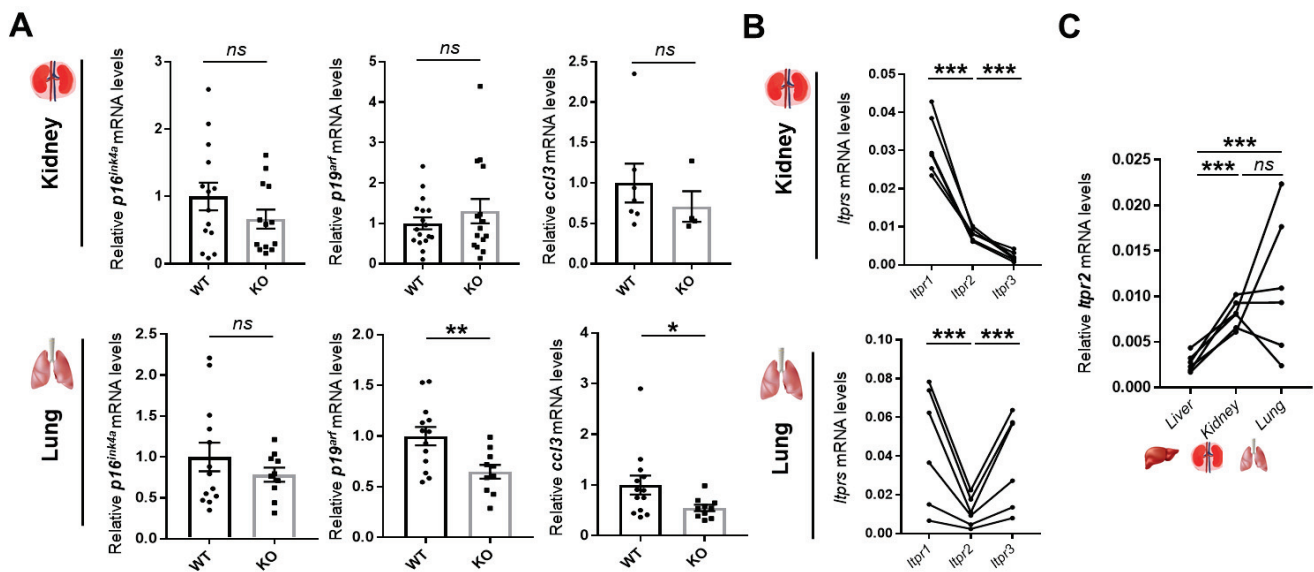 A
B
C
Kidney
Relative p16ink4a mRNA levels
ns
3
2
1
0
WT
KO
Relative p19arf mRNA levels
ns
5
4
3
2
1
0
WT
KO
Relative ccl3 mRNA levels
ns
2.5
2.0
1.5
1.0
0.5
0.0
WT
KO
Kidney
Itprs mRNA levels
*** ***
0.05
0.04
0.03
0.02
0.01
0.00
Itpr1
Itpr2
Itpr3
Relative Itpr2 mRNA levels
***
*** ns
0.025
0.020
0.015
0.010
0.005
0.000
Liver
Kidney
Lung
Lung
Relative p16ink4a mRNA levels
ns
2.5
2.0
1.5
1.0
0.5
0.0
WT
KO
Relative p19arf mRNA levels
**
2.0
1.5
1.0
0.5
0.0
WT
KO
Relative ccl3 mRNA levels
*
4
3
2
1
0
WT
KO
Lung
Itprs mRNA levels
*** ***
0.10
0.08
0.06
0.04
0.02
0.00
Itpr1
Itpr2
Itpr3